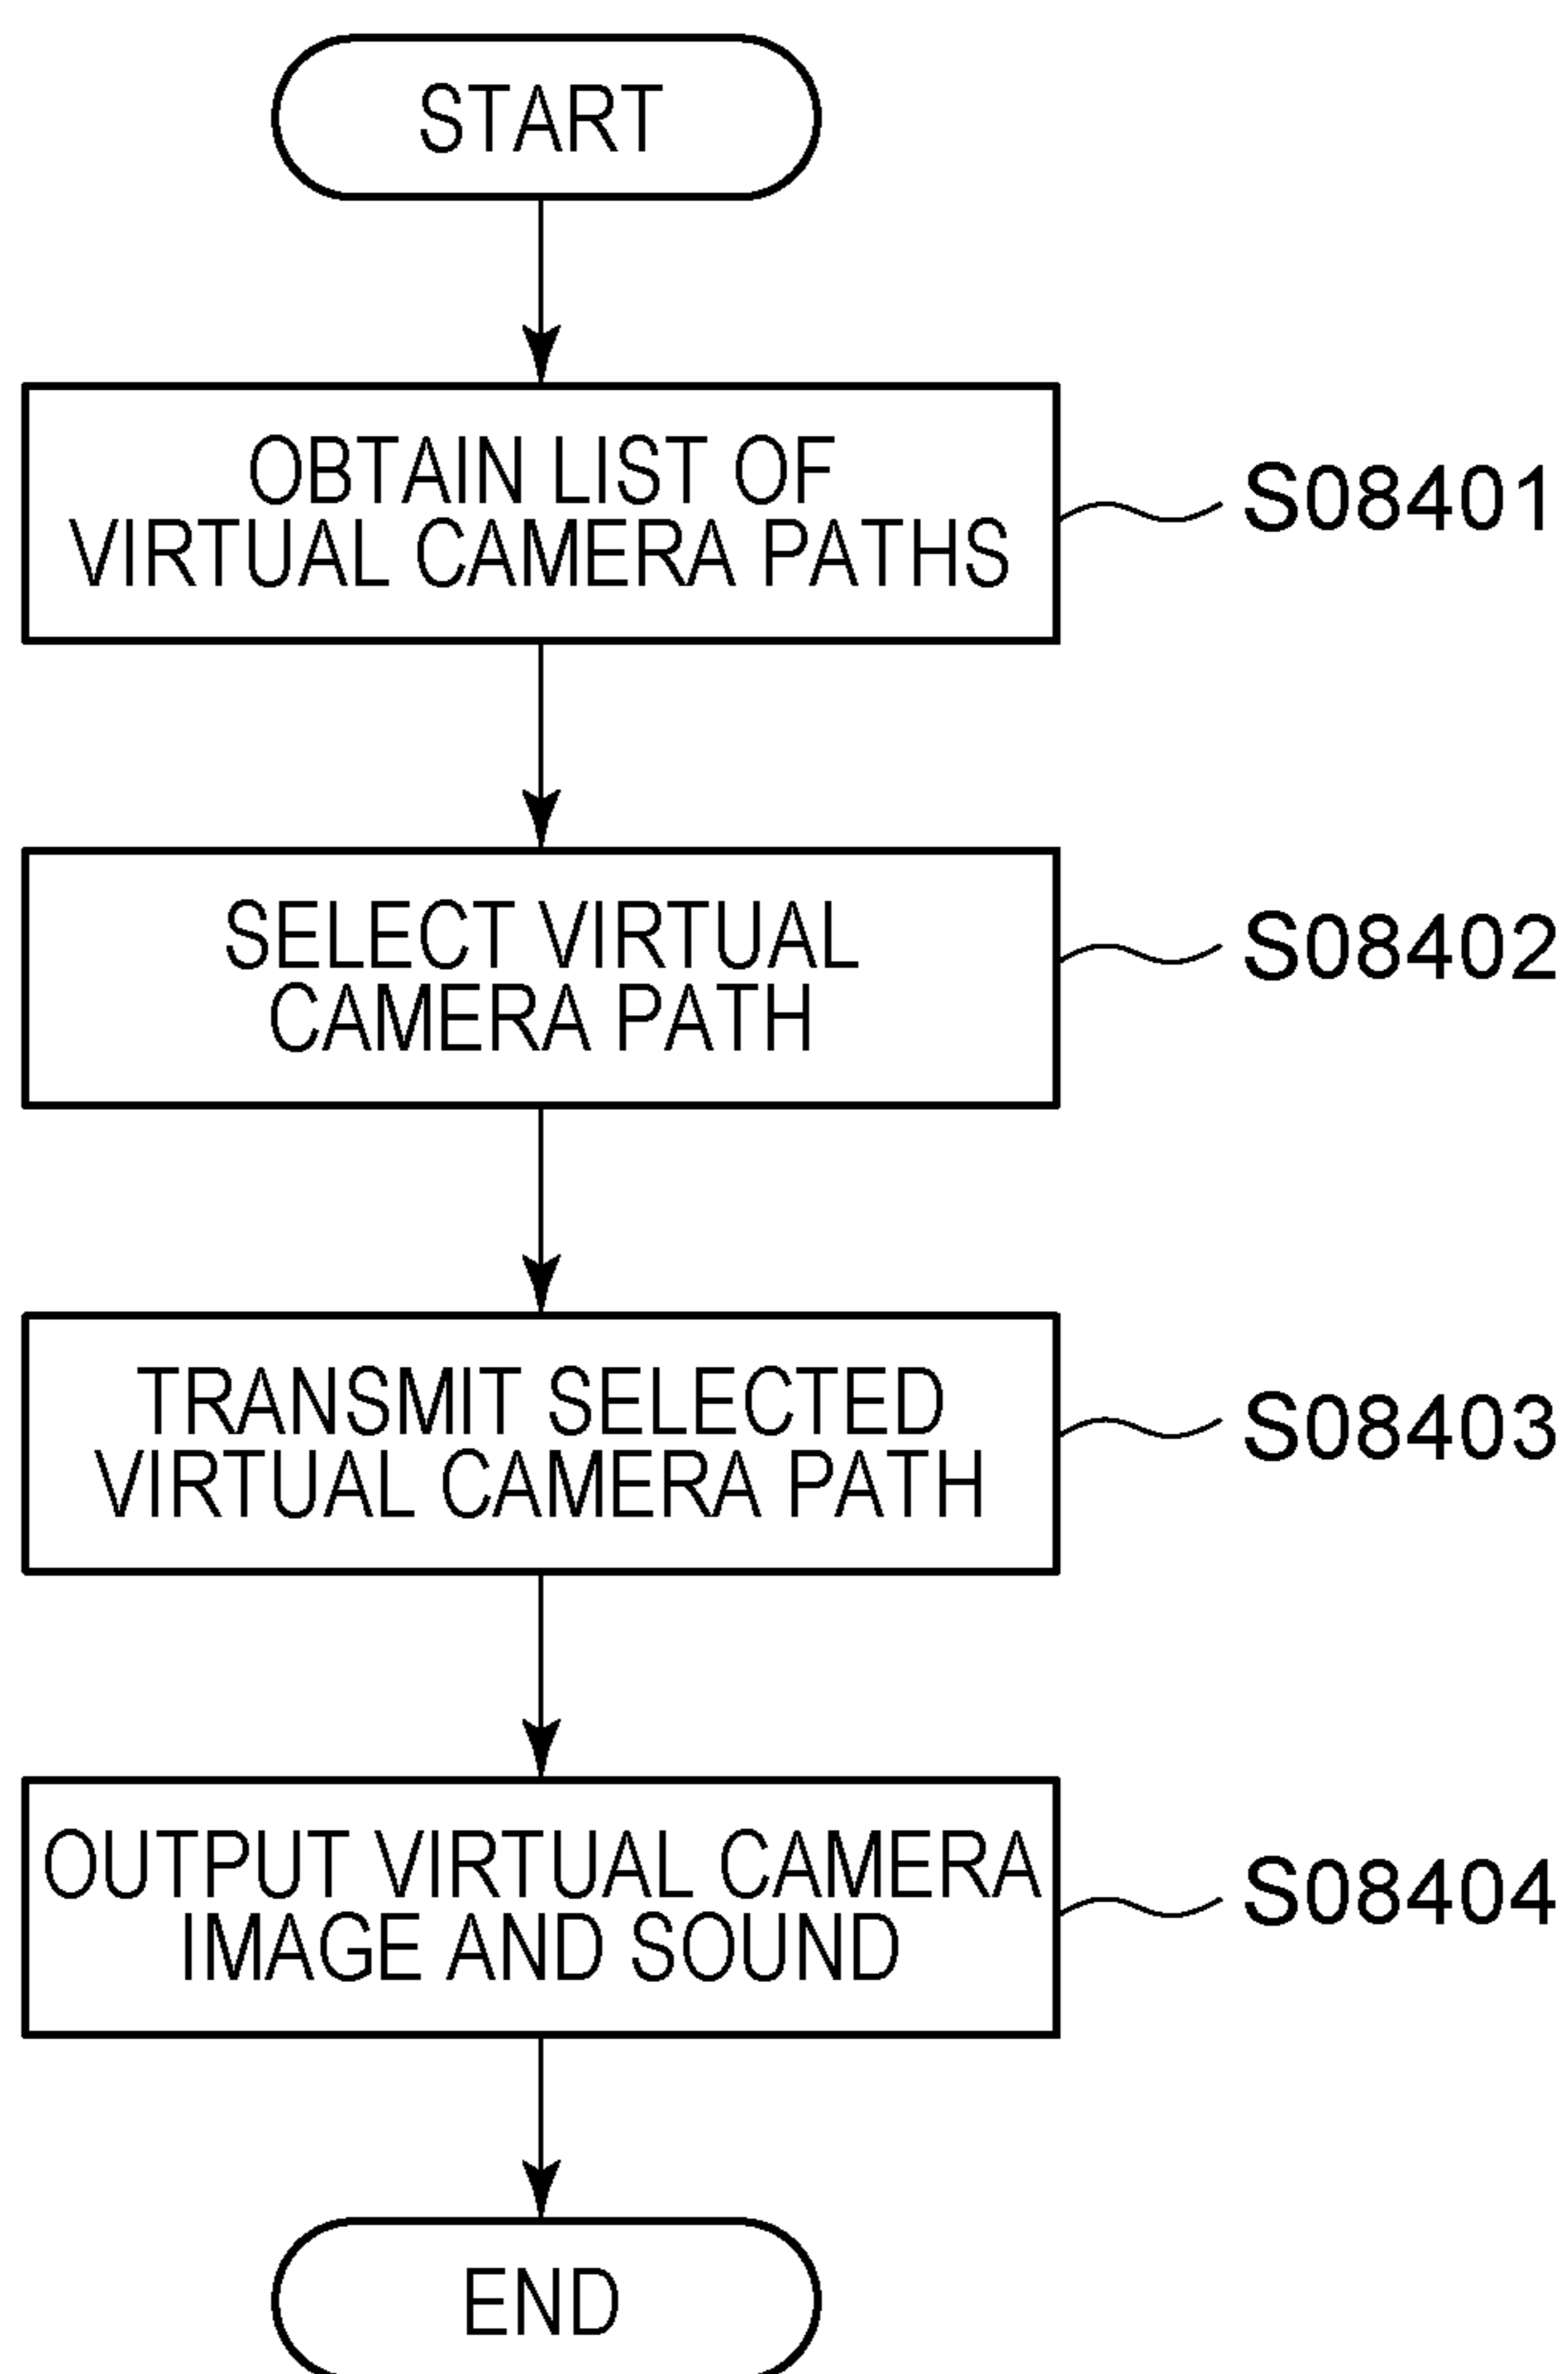 START
OBTAIN LIST OF
VIRTUAL CAMERA PATHS
S08401
SELECT VIRTUAL
CAMERA PATH
S08402
TRANSMIT SELECTED
VIRTUAL CAMERA PATH
S08403
OUTPUT VIRTUAL CAMERA
IMAGE AND SOUND
S08404
END